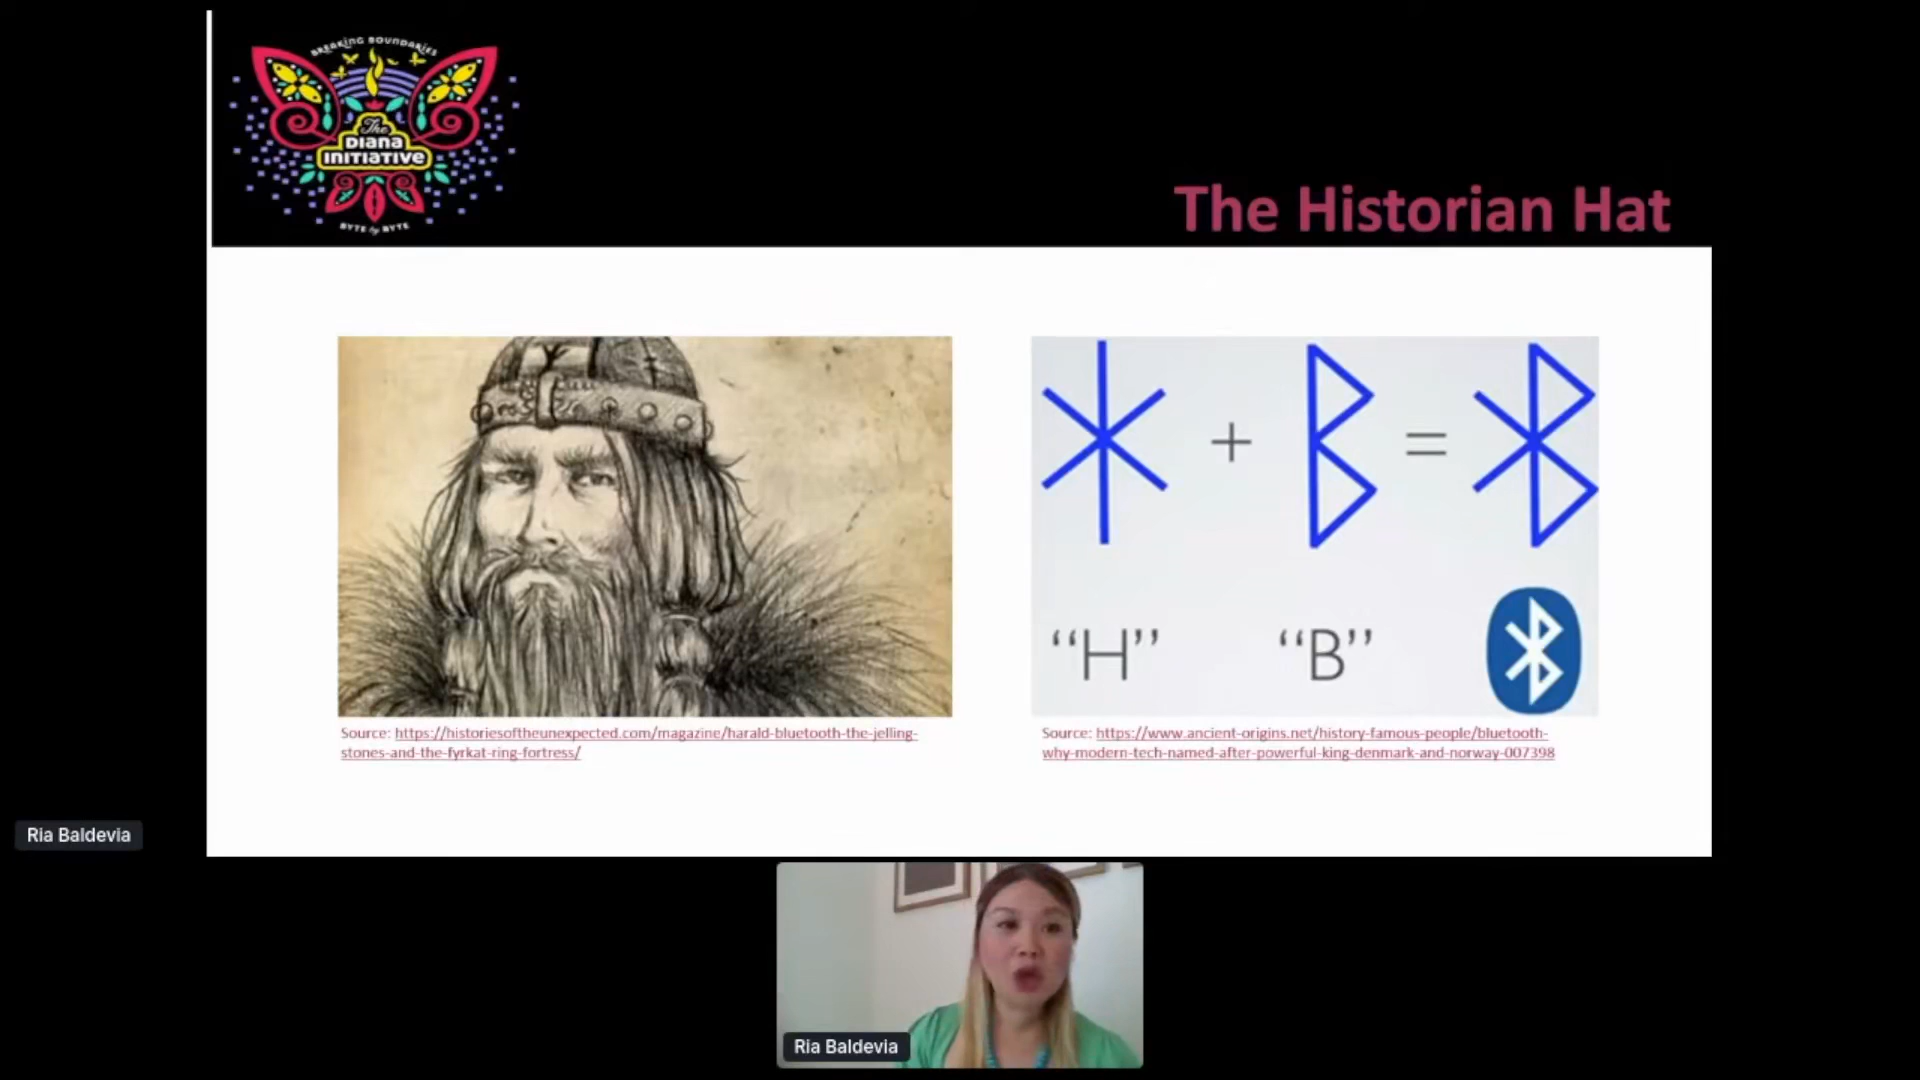 BREAKING BOUNDARIES
The
DIANA
INITIATIVE
BYTE by BYTE
The Historian Hat
“H” “B”
Source: https://historiesoftheunexpected.com/magazine/harald-bluetooth-the-jelling-
stones-and-the-fyrkat-ring-fortress/
Source: https://www.ancient-origins.net/history-famous-people/bluetooth-
why-modern-tech-named-after-powerful-king-denmark-and-norway-007398
Ria Baldevia
Ria Baldevia